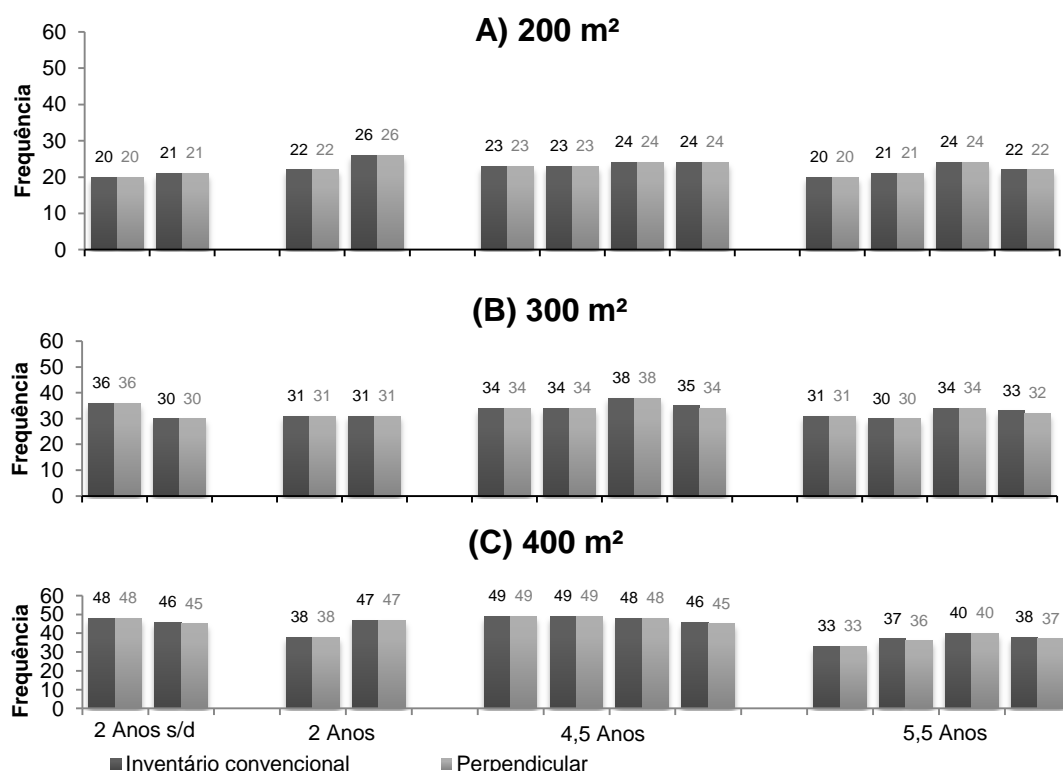 A) 200 m²
Frequência
60
50
40
30
20
10
0
20 20 21 21 22 22 26 26 23 23 23 23 24 24 24 24 20 20 21 21 24 24 22 22
(B) 300 m²
Frequência
60
50
40
30
20
10
0
36 36 30 30 31 31 31 31 34 34 34 34 38 38 35 34 31 31 30 30 34 34 33 32
(C) 400 m²
Frequência
60
50
40
30
20
10
0
48 48 46 45 38 38 47 47 49 49 49 49 48 48 46 45 33 33 37 36 40 40 38 37
2 Anos s/d 2 Anos 4,5 Anos 5,5 Anos
Inventário convencional Perpendicular